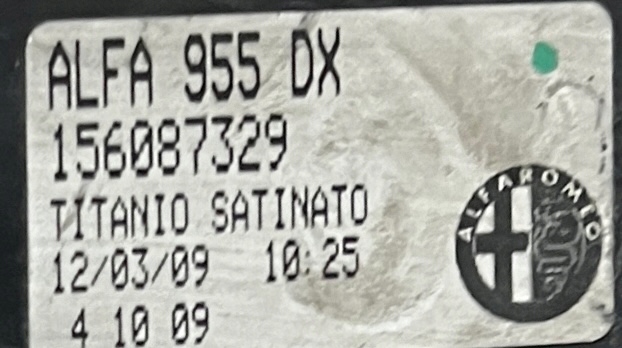 ALFA 955 DX
156087329
TITANIO SATINATO
12/03/09 10:25
4 10 09
ALFA ROMEO